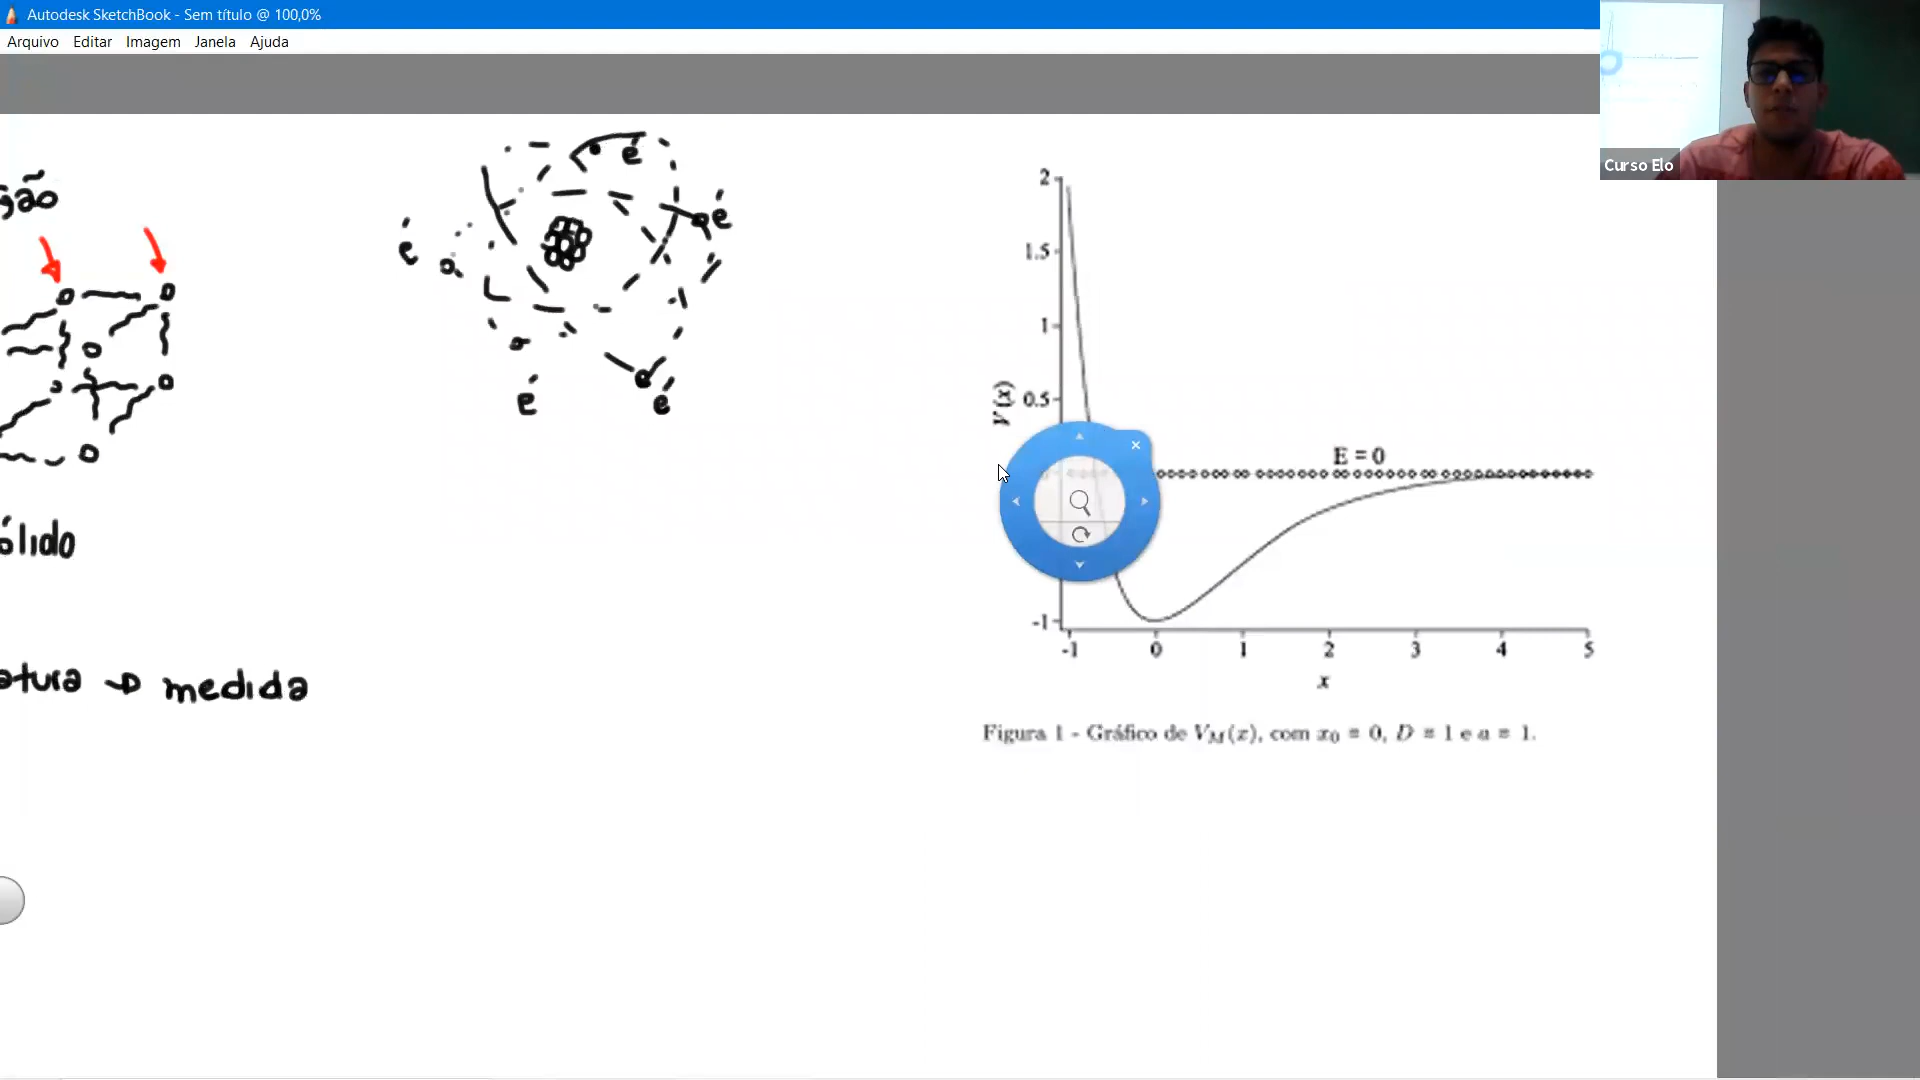 Autodesk SketchBook - Sem título @ 100,0%
Arquivo Editar Imagem Janela Ajuda
Curso Elo
é
é
é
é
é
ção
ólido
atura → medida
2
1.5
1
0.5
-1
V(x)
E = 0
-1 0 1 2 3 4 5
x
Figura 1 - Gráfico de V_M(x), com x_0 = 0, D = 1 e a = 1.